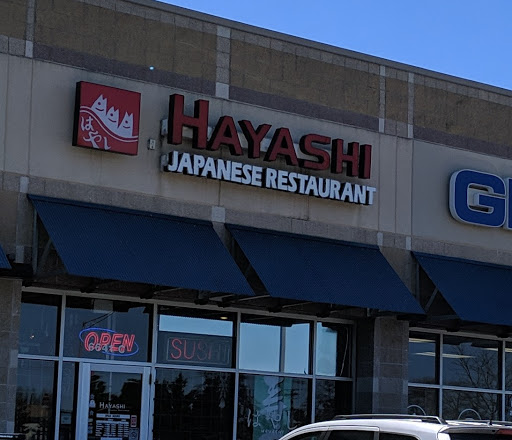 はやし
HAYASHI
JAPANESE RESTAURANT
G
OPEN
SUSHI
HAYASHI